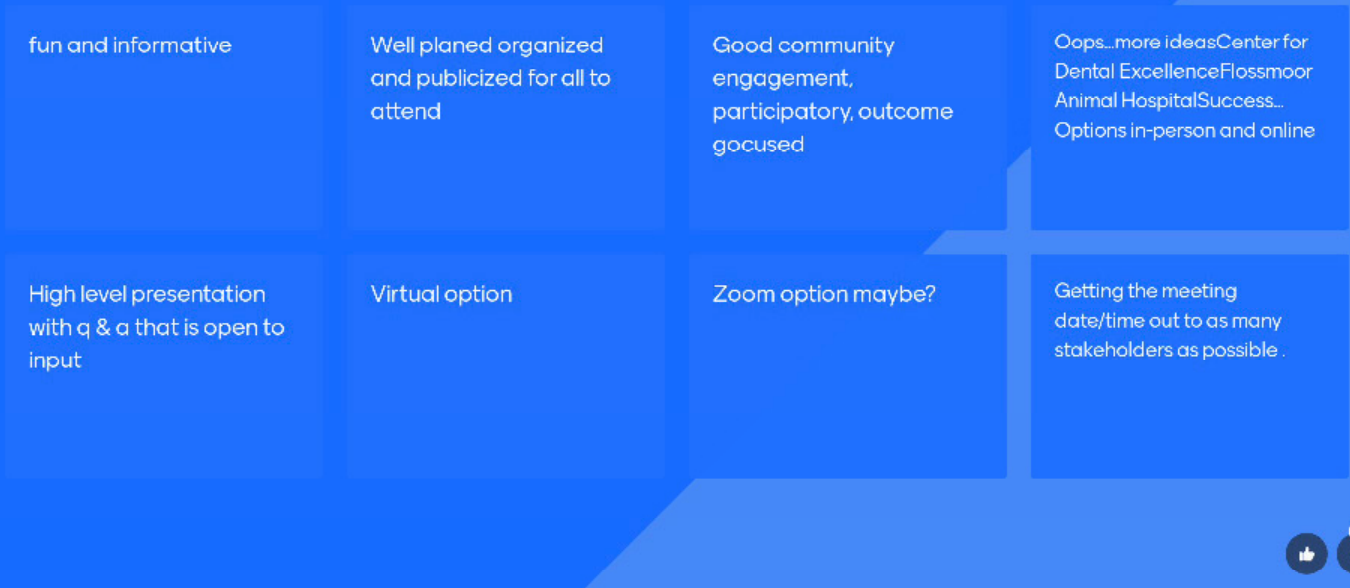 fun and informative
Well planed organized
and publicized for all to
attend
Good community
engagement,
participatory, outcome
gocused
Oops...more ideasCenter for
Dental ExcellenceFlossmoor
Animal HospitalSuccess...
Options in-person and online
High level presentation
with q & a that is open to
input
Virtual option
Zoom option maybe?
Getting the meeting
date/time out to as many
stakeholders as possible .